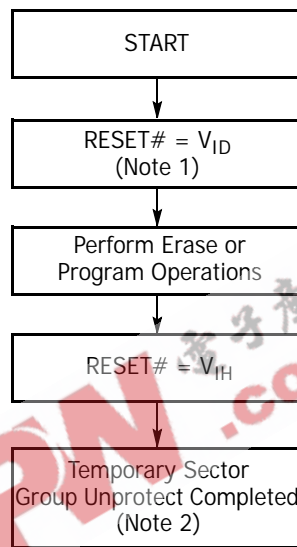 START
RESET# = VID
(Note 1)
Perform Erase or
Program Operations
RESET# = VIH
Temporary Sector
Group Unprotect Completed
(Note 2)
.co